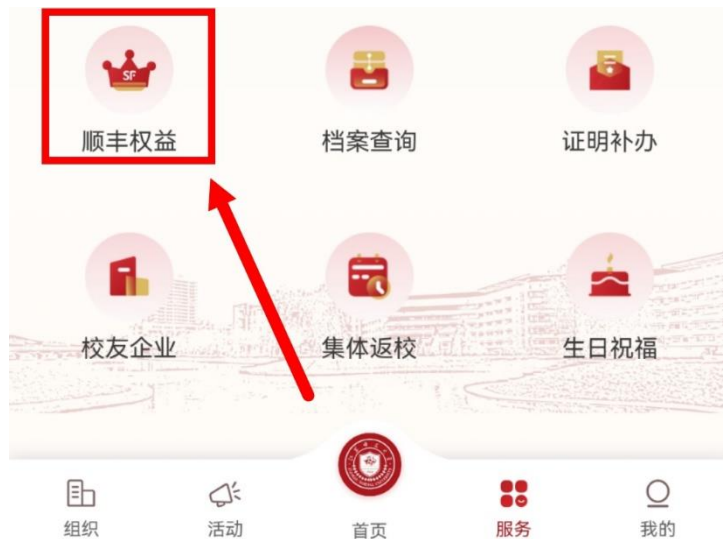 SF
顺丰权益
档案查询
证明补办
校友企业
集体返校
生日祝福
组织
活动
首页
服务
我的